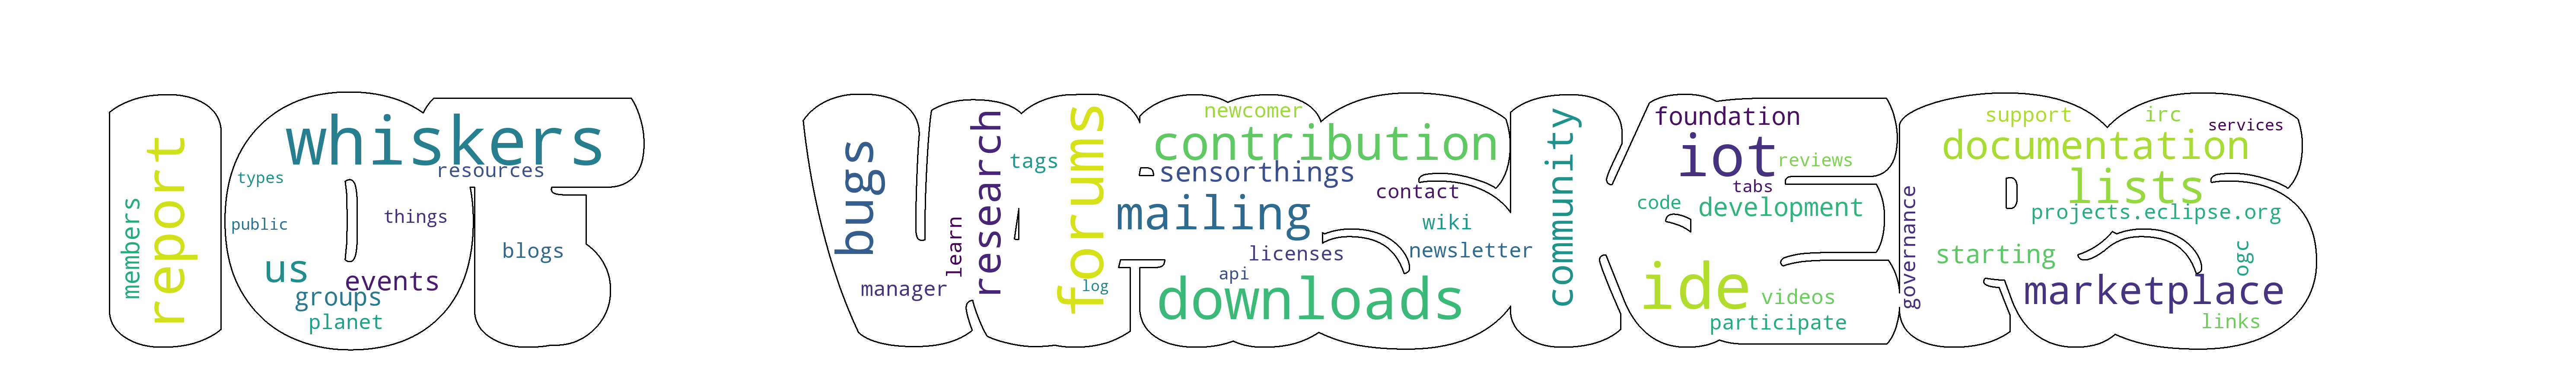 members
report
whiskers
resources
types
public
things
us
events
groups
planet
blogs
bugs
manager
learn
research
tags
forums
log
newcomer
contribution
sensorthings
contact
mailing
wiki
licenses
newsletter
api
downloads
community
foundation
iot
reviews
tabs
code
development
ide
videos
participate
governance
support
irc
services
documentation
lists
projects.eclipse.org
starting
ogc
marketplace
links